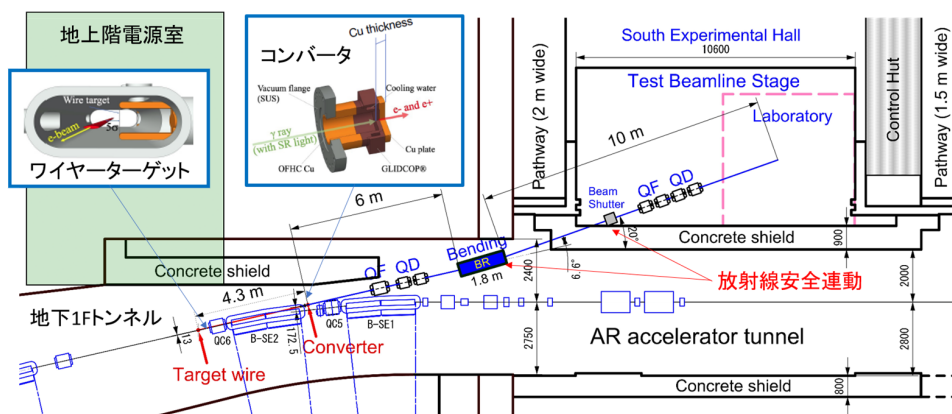 地上階電源室
Wire target
5σ
e-beam
ワイヤーターゲット
コンバータ
Cu thickness
Vacuum flange
(SUS)
Cooling water
e- and e+
γ ray
(with SR light)
Cu plate
OFHC Cu
GLIDCOP®
Pathway (2 m wide)
South Experimental Hall
10600
Test Beamline Stage
Laboratory
Control Hut
Pathway (1.5 m wide)
10 m
6 m
Beam
Shutter
QF
QD
20°
Concrete shield
900
Bending
BR
1.8 m
6.9°
2400
2000
放射線安全連動
Concrete shield
QF
QD
4.3 m
地下1Fトンネル
13
QC6
B-SE2
172.5
QC5
B-SE1
Converter
Target wire
2750
AR accelerator tunnel
2800
Concrete shield
800